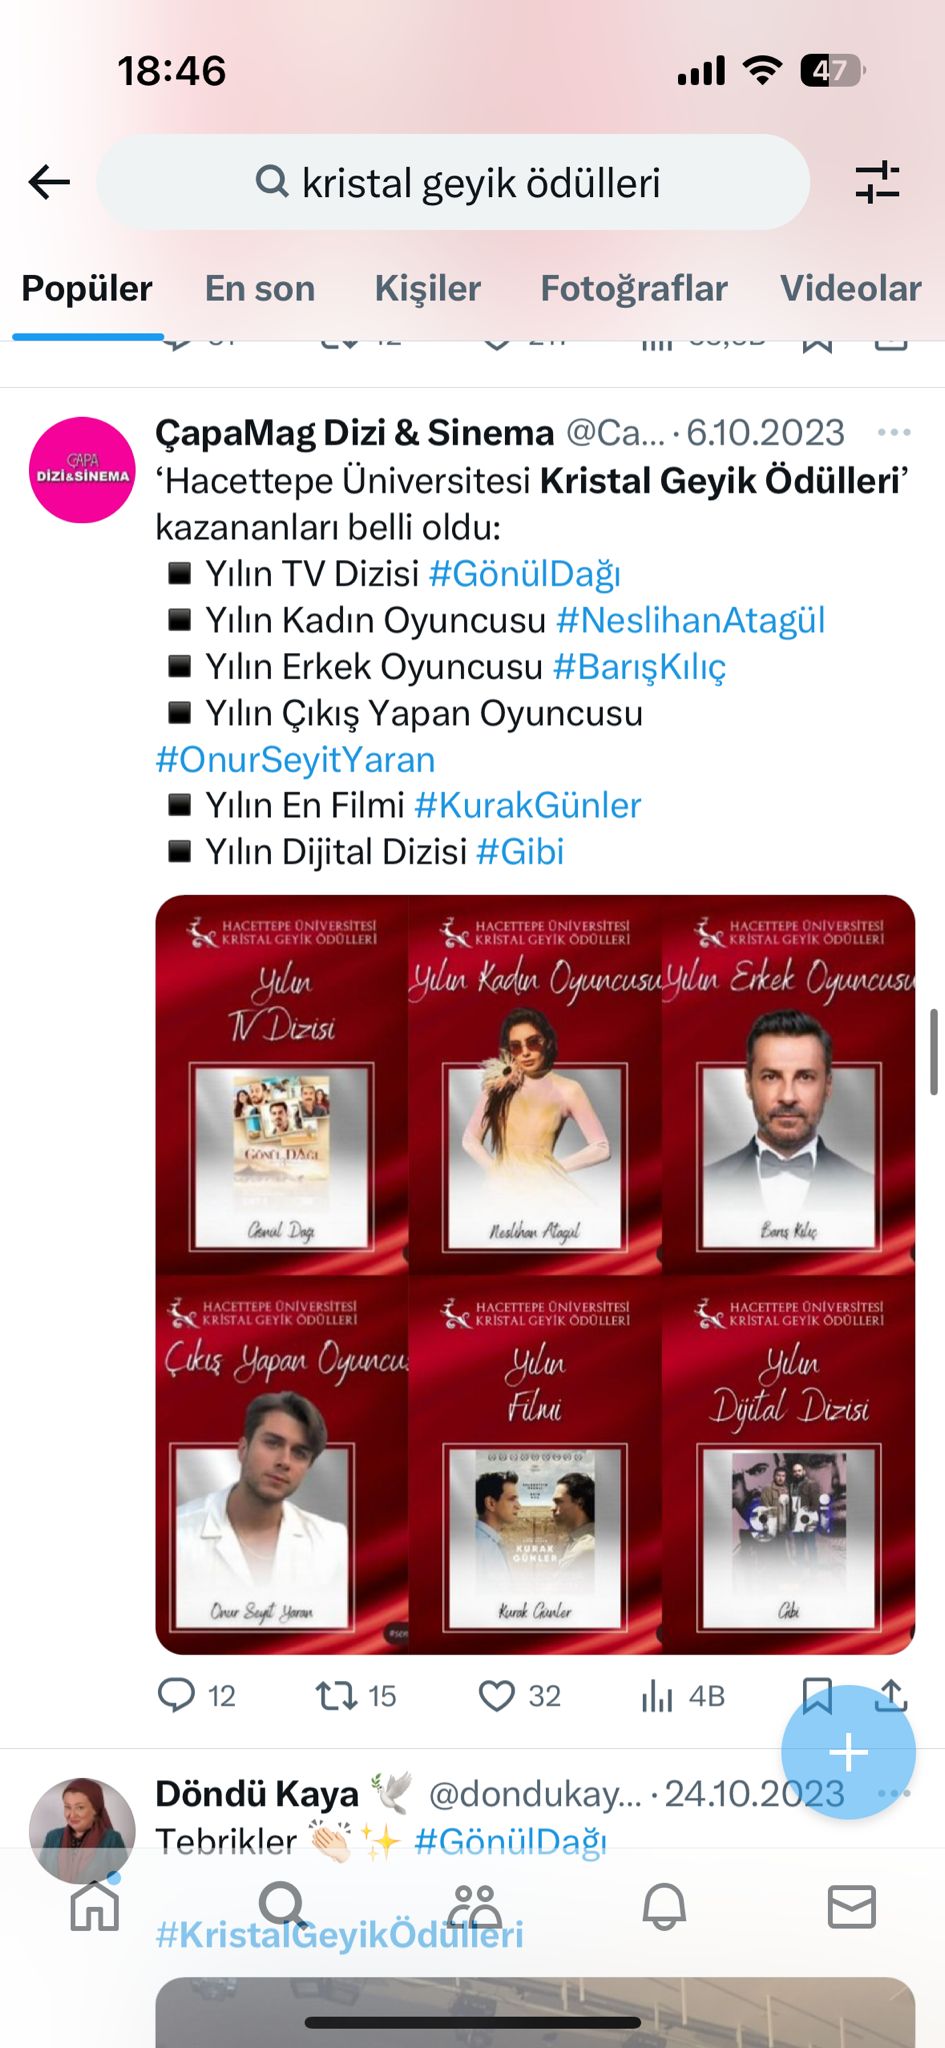 18:46
47
kristal geyik ödülleri
Popüler En son Kişiler Fotoğraflar Videolar
ÇAPA
DİZİ&SİNEMA
ÇapaMag Dizi & Sinema @Ca... · 6.10.2023
‘Hacettepe Üniversitesi Kristal Geyik Ödülleri’
kazananları belli oldu:
▪️ Yılın TV Dizisi #GönülDağı
▪️ Yılın Kadın Oyuncusu #NeslihanAtagül
▪️ Yılın Erkek Oyuncusu #BarışKılıç
▪️ Yılın Çıkış Yapan Oyuncusu
#OnurSeyitYaran
▪️ Yılın En Filmi #KurakGünler
▪️ Yılın Dijital Dizisi #Gibi
HACETTEPE ÜNİVERSİTESİ
KRİSTAL GEYİK ÖDÜLLERİ
Yılın
TV Dizisi
GÖNÜL DAĞI
Gönül Dağı
HACETTEPE ÜNİVERSİTESİ
KRİSTAL GEYİK ÖDÜLLERİ
Yılın Kadın Oyuncusu
Neslihan Atagül
HACETTEPE ÜNİVERSİTESİ
KRİSTAL GEYİK ÖDÜLLERİ
Yılın Erkek Oyuncusu
Barış Kılıç
HACETTEPE ÜNİVERSİTESİ
KRİSTAL GEYİK ÖDÜLLERİ
Çıkış Yapan Oyuncu
Onur Seyit Yaran
#sen
HACETTEPE ÜNİVERSİTESİ
KRİSTAL GEYİK ÖDÜLLERİ
Yılın
Filmi
KURAK
GÜNLER
Kurak Günler
HACETTEPE ÜNİVERSİTESİ
KRİSTAL GEYİK ÖDÜLLERİ
Yılın
Dijital Dizisi
gibi
Gibi
12 15 32 4B
Döndü Kaya 🕊️ @dondukay... · 24.10.2023
Tebrikler 👏🏻✨ #GönülDağı
#KristalGeyikÖdülleri